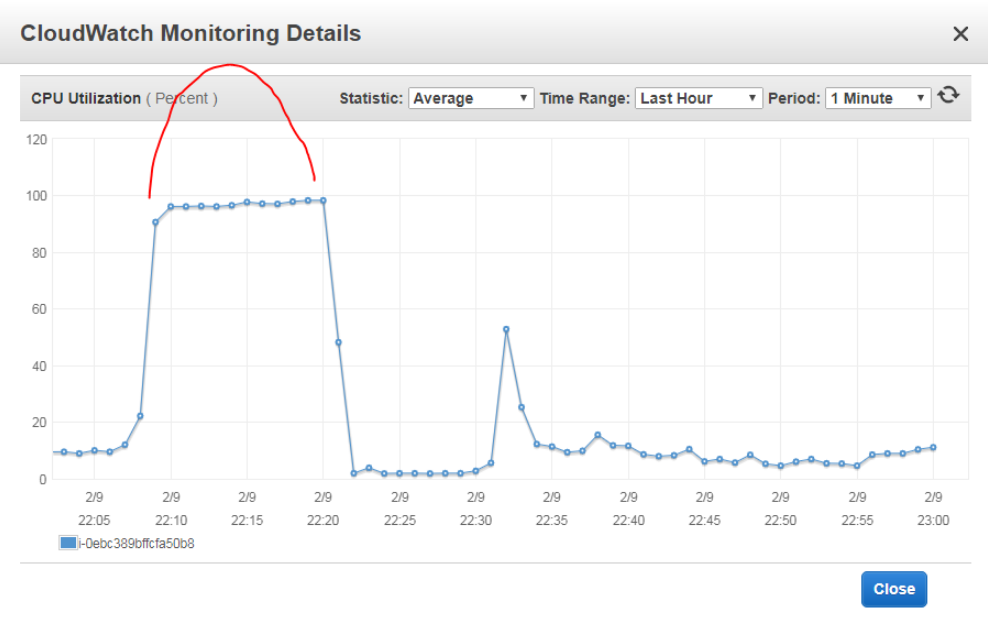 CloudWatch Monitoring Details ×
CPU Utilization ( Percent ) Statistic: Average Time Range: Last Hour Period: 1 Minute
120
100
80
60
40
20
0
2/9 2/9 2/9 2/9 2/9 2/9 2/9 2/9 2/9 2/9 2/9 2/9
22:05 22:10 22:15 22:20 22:25 22:30 22:35 22:40 22:45 22:50 22:55 23:00
i-0ebc389bffcfa50b8
Close